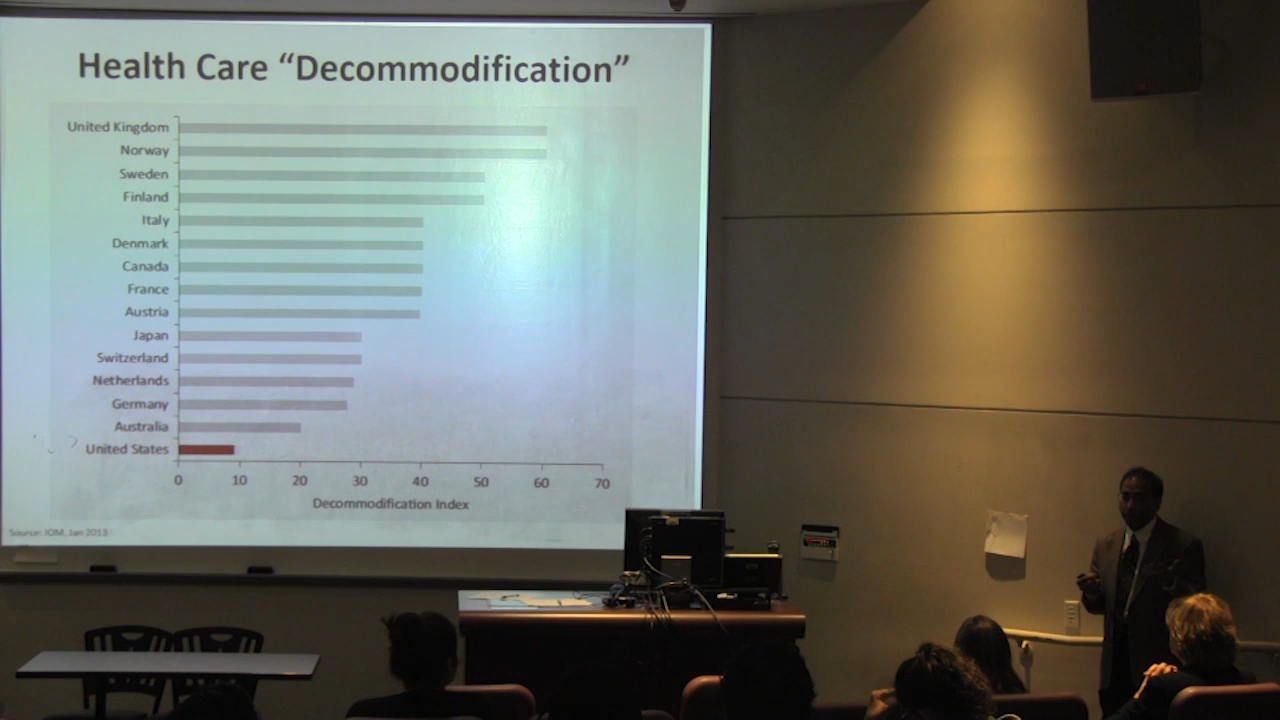 Health Care “Decommodification”
United Kingdom
Norway
Sweden
Finland
Italy
Denmark
Canada
France
Austria
Japan
Switzerland
Netherlands
Germany
Australia
United States
0 10 20 30 40 50 60 70
Decommodification Index
Source: IOM, Jan 2013